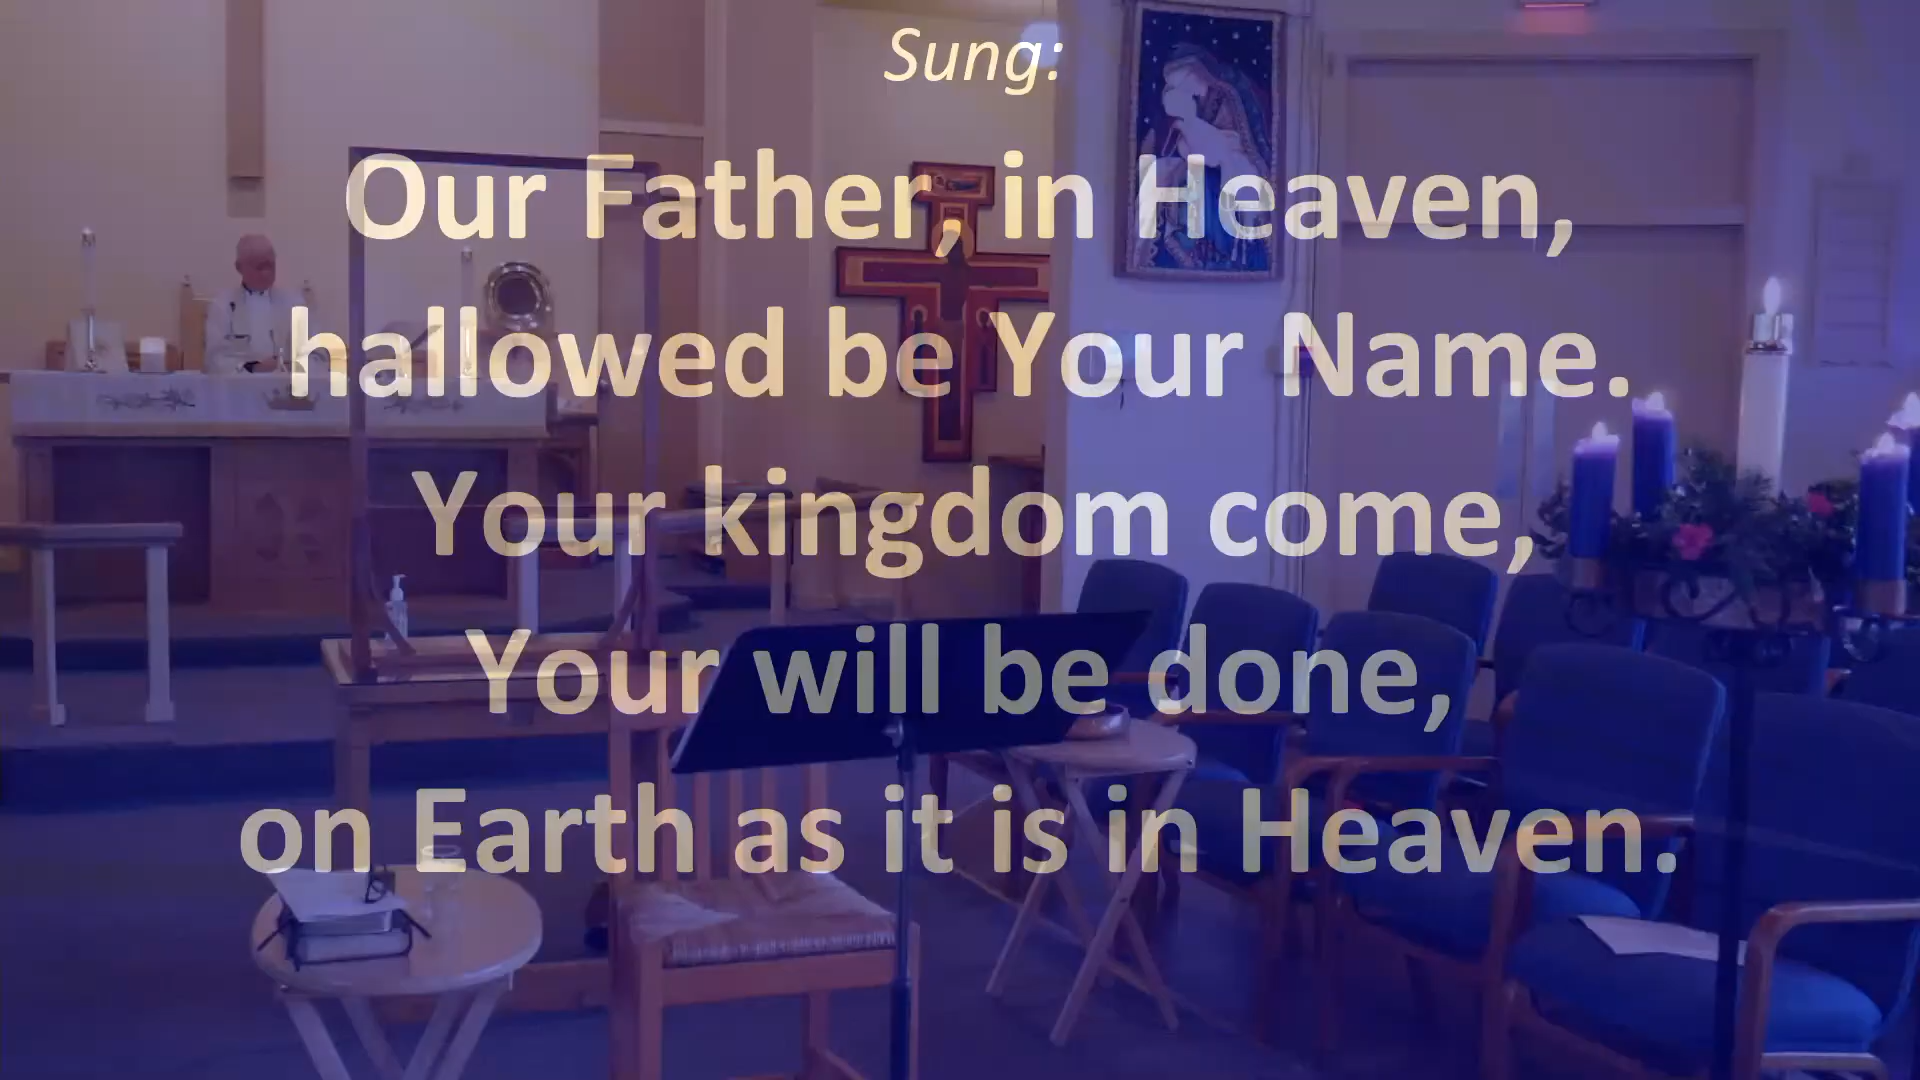 Sung:
Our Father, in Heaven,
hallowed be Your Name.
Your kingdom come,
Your will be done,
on Earth as it is in Heaven.